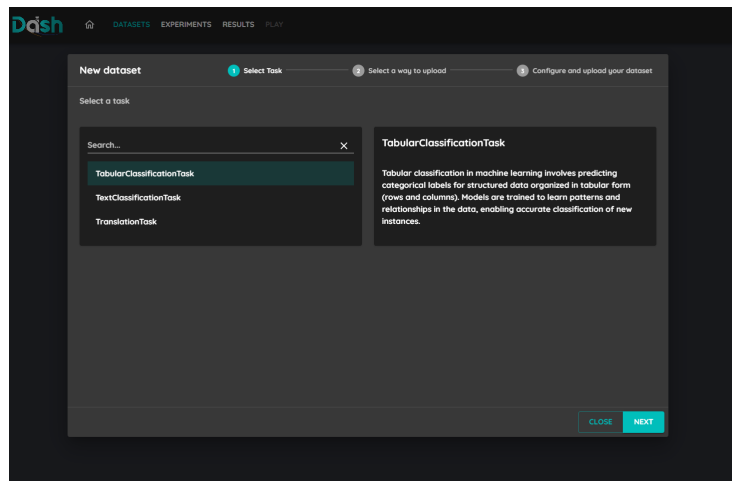 Dash
DATASETS EXPERIMENTS RESULTS PLAY
New dataset
1 Select Task 2 Select a way to upload 3 Configure and upload your dataset
Select a task
Search...
TabularClassificationTask
TextClassificationTask
TranslationTask
TabularClassificationTask
Tabular classification in machine learning involves predicting
categorical labels for structured data organized in tabular form
(rows and columns). Models are trained to learn patterns and
relationships in the data, enabling accurate classification of new
instances.
CLOSE NEXT